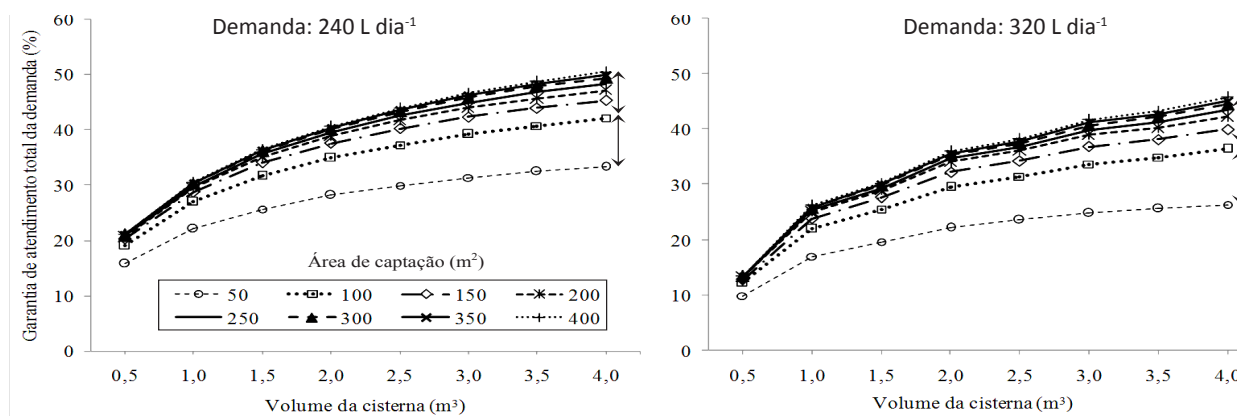 Demanda: 240 L dia⁻¹
Garantia de atendimento total da demanda (%)
60
50
40
30
20
10
0
Área de captação (m²)
50 100 150 200
250 300 350 400
0,5 1,0 1,5 2,0 2,5 3,0 3,5 4,0
Volume da cisterna (m³)
Demanda: 320 L dia⁻¹
60
50
40
30
20
10
0
0,5 1,0 1,5 2,0 2,5 3,0 3,5 4,0
Volume da cisterna (m³)